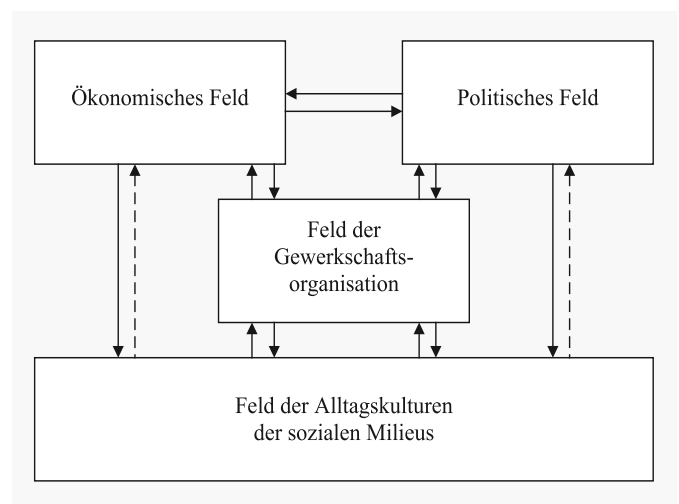 Ökonomisches Feld
Politisches Feld
Feld der
Gewerkschafts-
organisation
Feld der Alltagskulturen
der sozialen Milieus